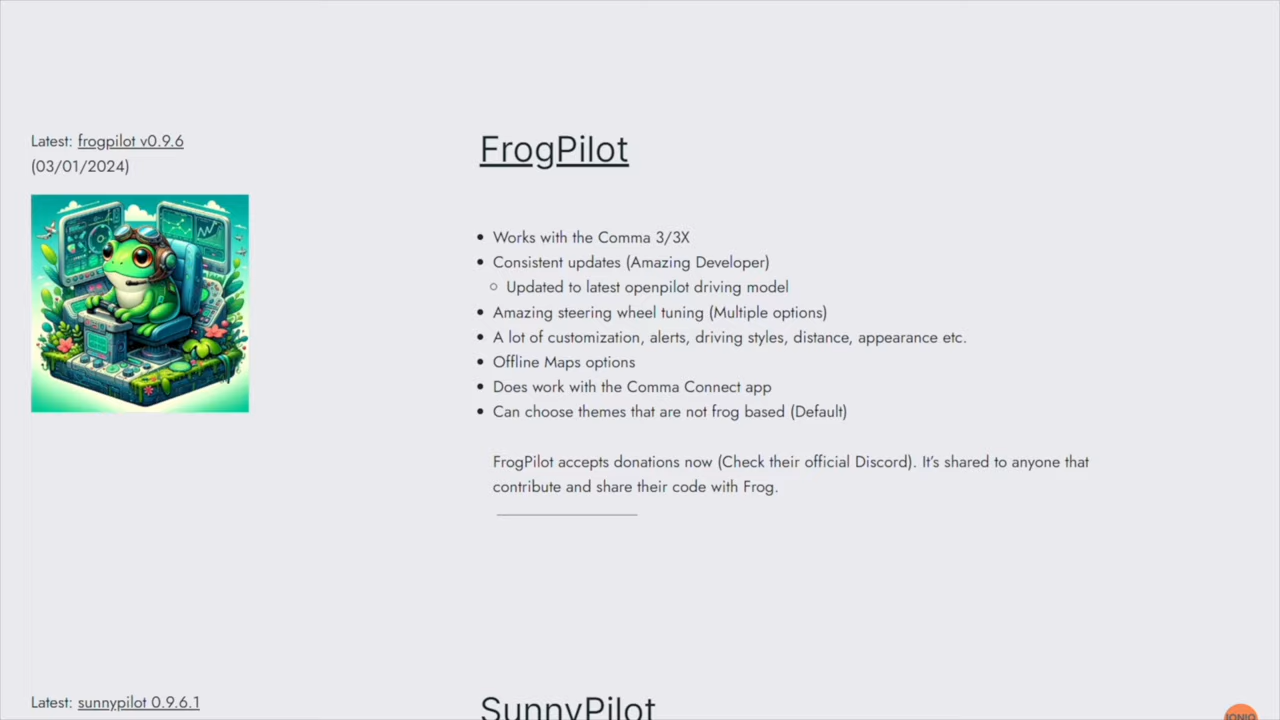 Latest: frogpilot v0.9.6
(03/01/2024)
FrogPilot
Works with the Comma 3/3X
Consistent updates (Amazing Developer)
Updated to latest openpilot driving model
Amazing steering wheel tuning (Multiple options)
A lot of customization, alerts, driving styles, distance, appearance etc.
Offline Maps options
Does work with the Comma Connect app
Can choose themes that are not frog based (Default)
FrogPilot accepts donations now (Check their official Discord). It’s shared to anyone that
contribute and share their code with Frog.
Latest: sunnypilot 0.9.6.1
SunnyPilot
IONIQ